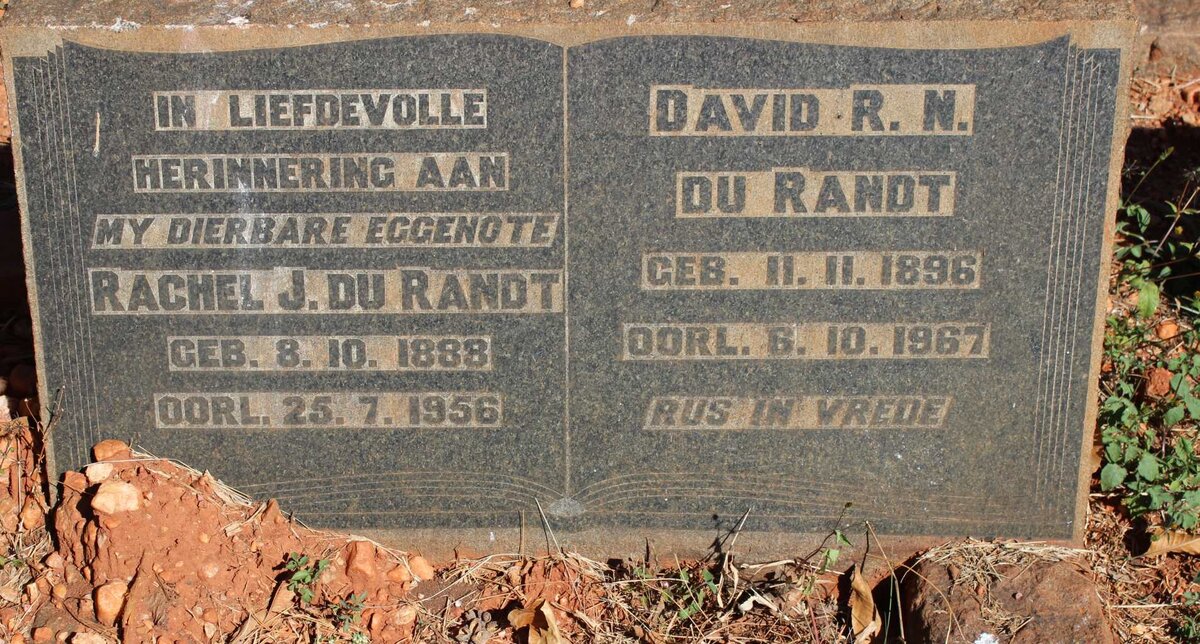 IN LIEFDEVOLLE
HERINNERING AAN
MY DIERBARE EGGENOTE
RACHEL J. DU RANDT
GEB. 8. 10. 1888
OORL. 25. 7. 1956
DAVID R. N.
DU RANDT
GEB. 11. 11. 1896
OORL. 6. 10. 1967
RUS IN VREDE